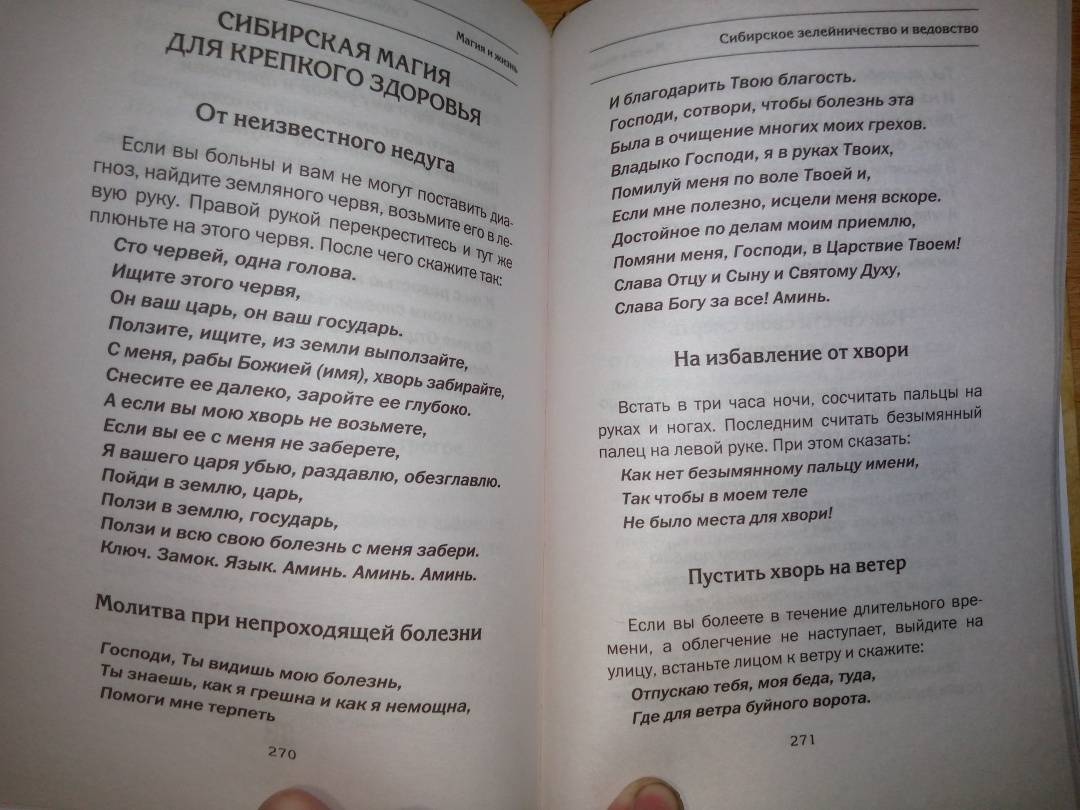 Магия и жизнь
СИБИРСКАЯ МАГИЯ
ДЛЯ КРЕПКОГО ЗДОРОВЬЯ
От неизвестного недуга
Если вы больны и вам не могут поставить диа-
гноз, найдите земляного червя, возьмите его в ле-
вую руку. Правой рукой перекреститесь и тут же
плюньте на этого червя. После чего скажите так:
Сто червей, одна голова.
Ищите этого червя,
Он ваш царь, он ваш государь.
Ползите, ищите, из земли выползайте,
С меня, рабы Божией (имя), хворь забирайте,
Снесите ее далеко, заройте ее глубоко.
А если вы мою хворь не возьмете,
Если вы ее с меня не заберете,
Я вашего царя убью, раздавлю, обезглавлю.
Пойди в землю, царь,
Ползи в землю, государь,
Ползи и всю свою болезнь с меня забери.
Ключ. Замок. Язык. Аминь. Аминь. Аминь.
Молитва при непроходящей болезни
Господи, Ты видишь мою болезнь,
Ты знаешь, как я грешна и как я немощна,
Помоги мне терпеть
270
Сибирское зелейничество и ведовство
И благодарить Твою благость.
Господи, сотвори, чтобы болезнь эта
Была в очищение многих моих грехов.
Владыко Господи, я в руках Твоих,
Помилуй меня по воле Твоей и,
Если мне полезно, исцели меня вскоре.
Достойное по делам моим приемлю,
Помяни меня, Господи, в Царствие Твоем!
Слава Отцу и Сыну и Святому Духу,
Слава Богу за все! Аминь.
На избавление от хвори
Встать в три часа ночи, сосчитать пальцы на
руках и ногах. Последним считать безымянный
палец на левой руке. При этом сказать:
Как нет безымянному пальцу имени,
Так чтобы в моем теле
Не было места для хвори!
Пустить хворь на ветер
Если вы болеете в течение длительного вре-
мени, а облегчение не наступает, выйдите на
улицу, встаньте лицом к ветру и скажите:
Отпускаю тебя, моя беда, туда,
Где для ветра буйного ворота.
271